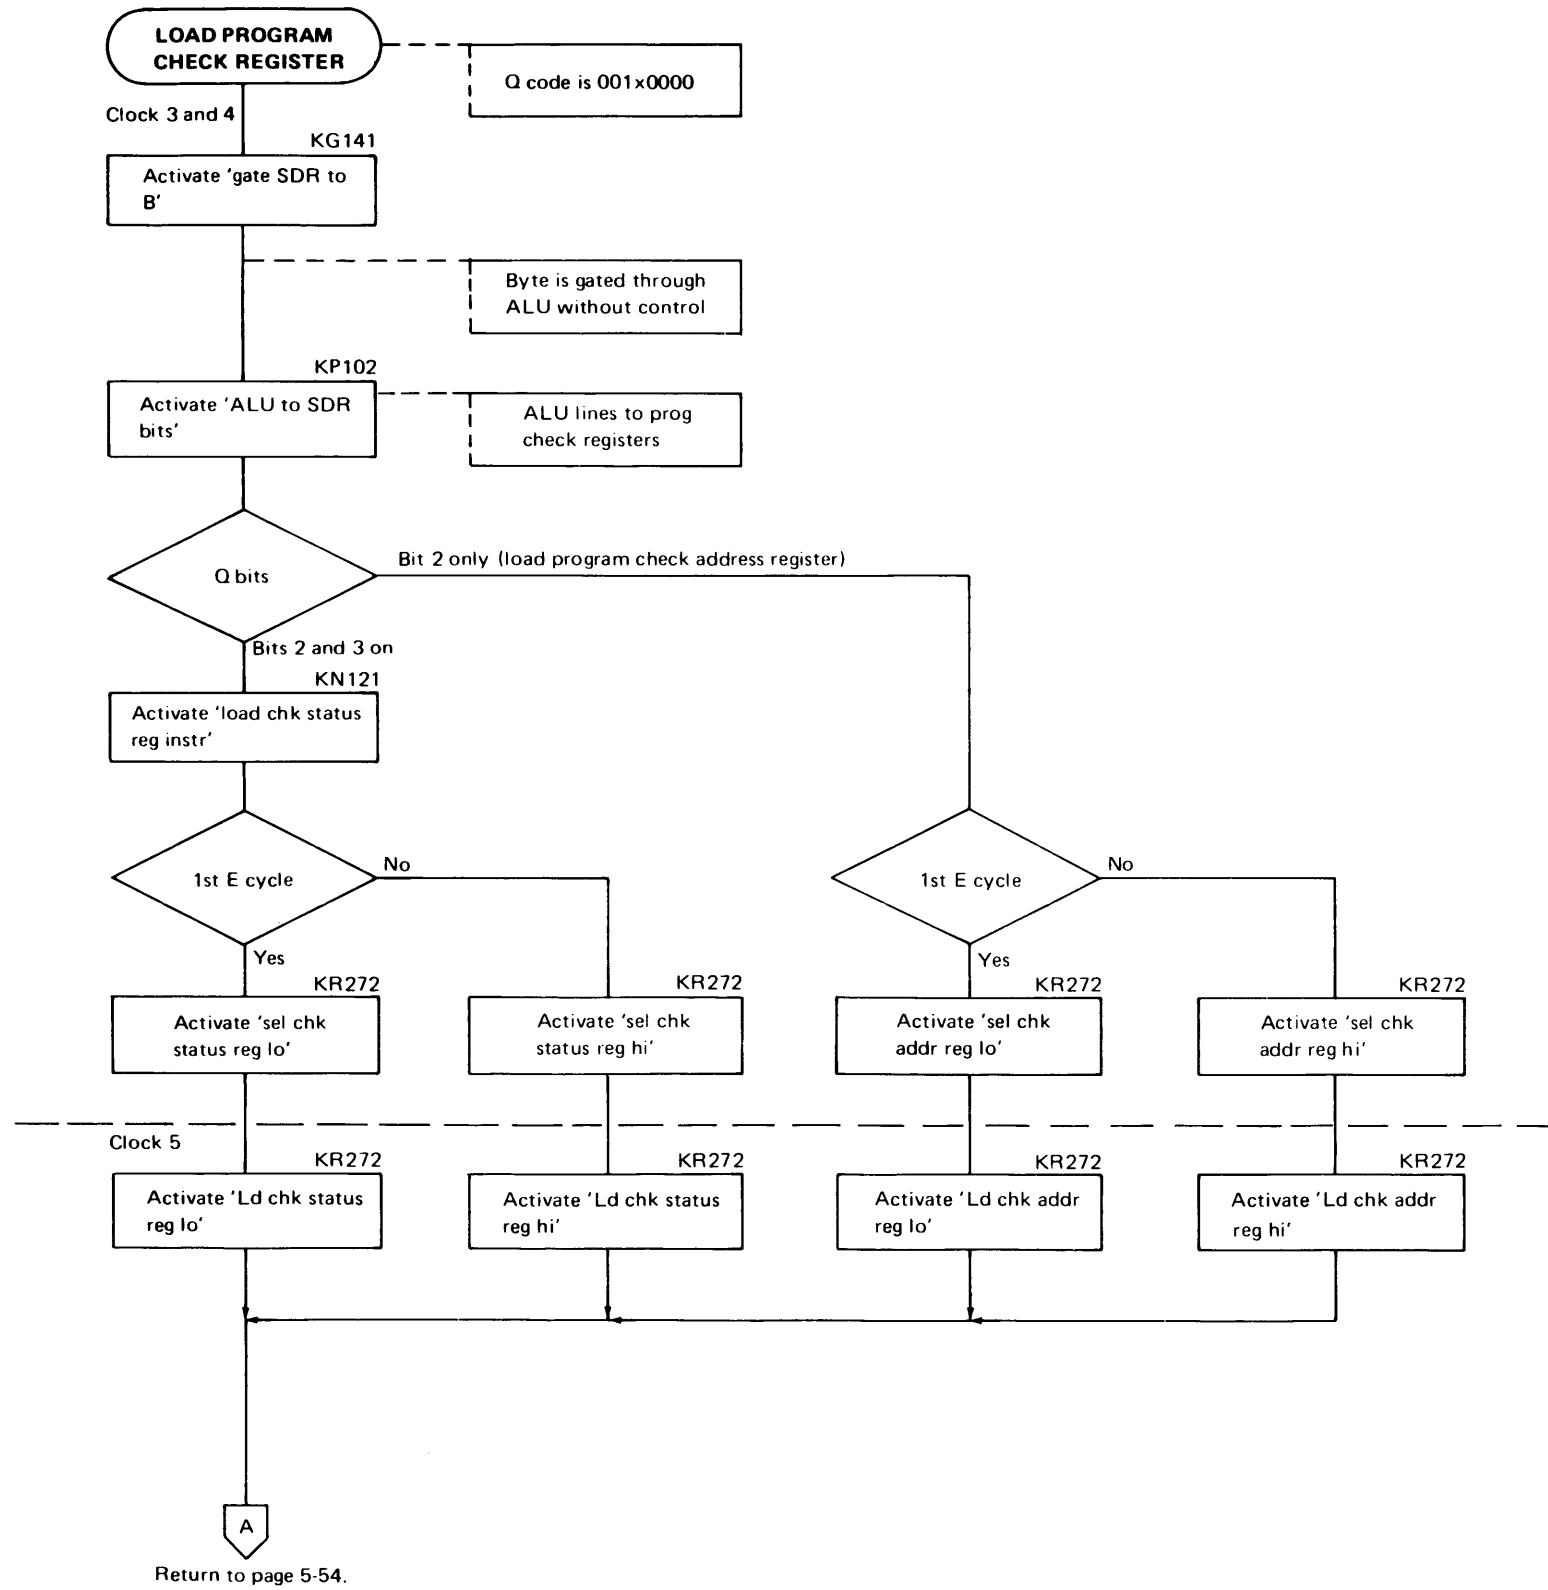 LOAD PROGRAM
CHECK REGISTER
Q code is 001x0000
Clock 3 and 4
KG141
Activate 'gate SDR to
B'
Byte is gated through
ALU without control
KP102
Activate 'ALU to SDR
bits'
ALU lines to prog
check registers
Q bits
Bit 2 only (load program check address register)
Bits 2 and 3 on
KN121
Activate 'load chk status
reg instr'
1st E cycle
No
Yes
1st E cycle
No
Yes
KR272
Activate 'sel chk
status reg lo'
KR272
Activate 'sel chk
status reg hi'
KR272
Activate 'sel chk
addr reg lo'
KR272
Activate 'sel chk
addr reg hi'
Clock 5
KR272
Activate 'Ld chk status
reg lo'
KR272
Activate 'Ld chk status
reg hi'
KR272
Activate 'Ld chk addr
reg lo'
KR272
Activate 'Ld chk addr
reg hi'
A
Return to page 5-54.